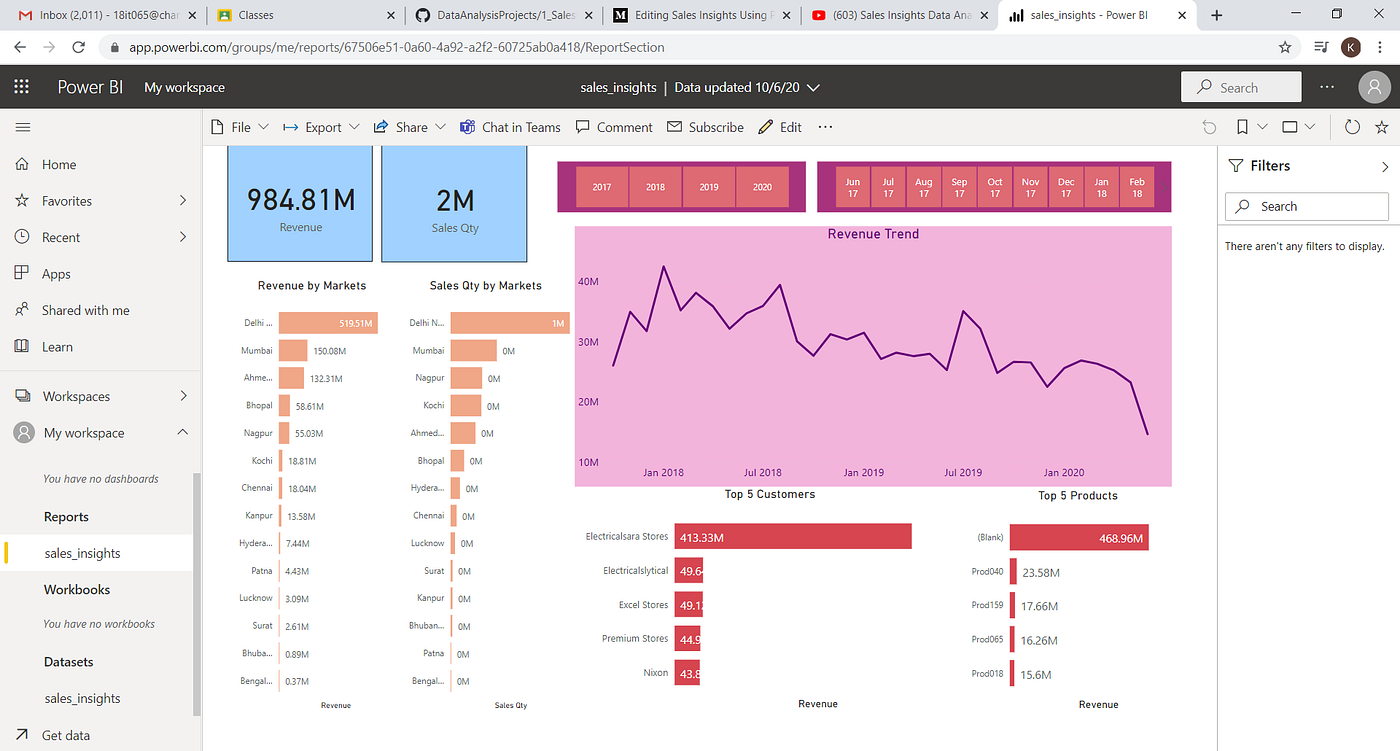 Inbox (2,011) - 18it065@char
Classes
DataAnalysisProjects/1_Sales
Editing Sales Insights Using P
(603) Sales Insights Data Ana
sales_insights - Power BI
app.powerbi.com/groups/me/reports/67506e51-0a60-4a92-a2f2-60725ab0a418/ReportSection
K
Power BI
My workspace
sales_insights | Data updated 10/6/20
Search
File
Export
Share
Chat in Teams
Comment
Subscribe
Edit
Home
Favorites
Recent
Apps
Shared with me
Learn
Workspaces
My workspace
You have no dashboards
Reports
sales_insights
Workbooks
You have no workbooks
Datasets
sales_insights
Get data
984.81M
Revenue
2M
Sales Qty
2017 2018 2019 2020
Jun Jul Aug Sep Oct Nov Dec Jan Feb
17 17 17 17 17 17 17 18 18
Revenue by Markets
Delhi ... 519.51M
Mumbai 150.08M
Ahme... 132.31M
Bhopal 58.61M
Nagpur 55.03M
Kochi 18.81M
Chennai 18.04M
Kanpur 13.58M
Hydera... 7.44M
Patna 4.43M
Lucknow 3.09M
Surat 2.61M
Bhuba... 0.89M
Bengal... 0.37M
Revenue
Sales Qty by Markets
Delhi N... 1M
Mumbai 0M
Nagpur 0M
Kochi 0M
Ahmed... 0M
Bhopal 0M
Hydera... 0M
Chennai 0M
Lucknow 0M
Surat 0M
Kanpur 0M
Bhuban... 0M
Patna 0M
Bengal... 0M
Sales Qty
Revenue Trend
40M
30M
20M
10M
Jan 2018 Jul 2018 Jan 2019 Jul 2019 Jan 2020
Top 5 Customers
Electricalsara Stores 413.33M
Electricalslytical 49.6
Excel Stores 49.1
Premium Stores 44.9
Nixon 43.8
Revenue
Top 5 Products
(Blank) 468.96M
Prod040 23.58M
Prod159 17.66M
Prod065 16.26M
Prod018 15.6M
Revenue
Filters
Search
There aren't any filters to display.